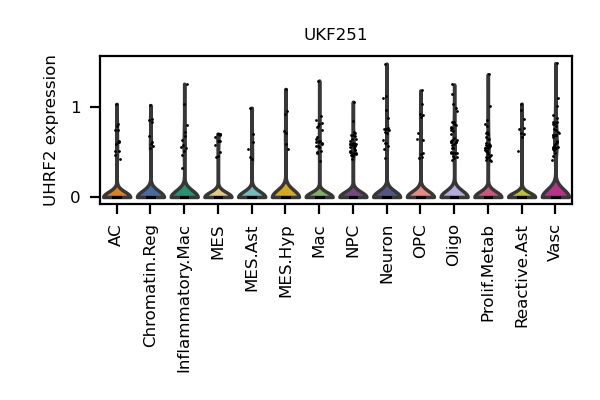 UKF251
UHRF2 expression
1
0
AC
Chromatin.Reg
Inflammatory.Mac
MES
MES.Ast
MES.Hyp
Mac
NPC
Neuron
OPC
Oligo
Prolif.Metab
Reactive.Ast
Vasc